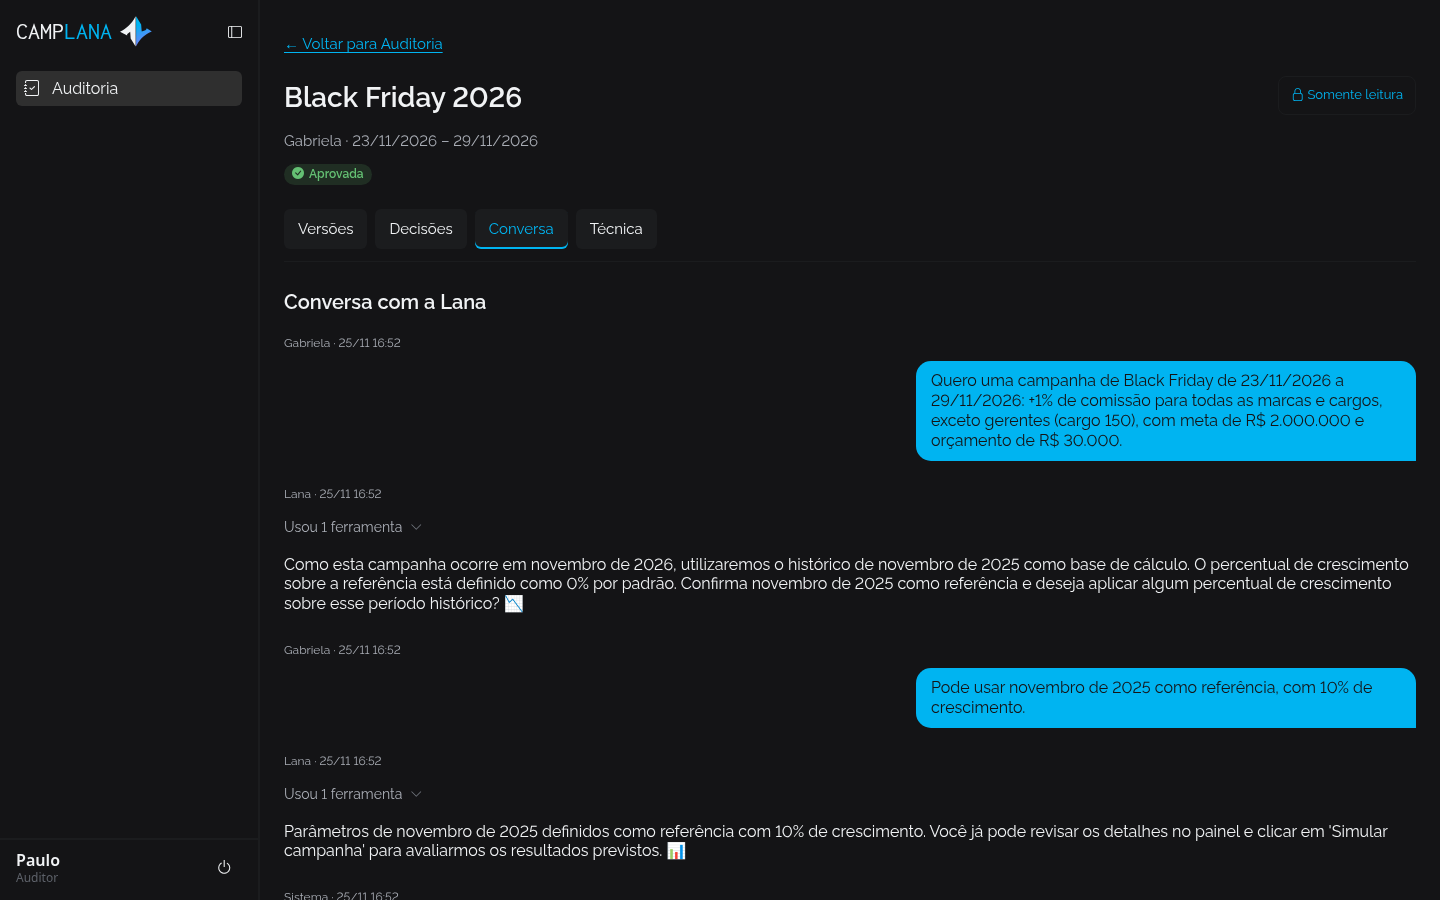 CAMPLANA
Auditoria
← Voltar para Auditoria
Black Friday 2026
Somente leitura
Gabriela · 23/11/2026 – 29/11/2026
Aprovada
Versões
Decisões
Conversa
Técnica
Conversa com a Lana
Gabriela · 25/11 16:52
Quero uma campanha de Black Friday de 23/11/2026 a
29/11/2026: +1% de comissão para todas as marcas e cargos,
exceto gerentes (cargo 150), com meta de R$ 2.000.000 e
orçamento de R$ 30.000.
Lana · 25/11 16:52
Usou 1 ferramenta
Como esta campanha ocorre em novembro de 2026, utilizaremos o histórico de novembro de 2025 como base de cálculo. O percentual de crescimento
sobre a referência está definido como 0% por padrão. Confirma novembro de 2025 como referência e deseja aplicar algum percentual de crescimento
sobre esse período histórico? 📉
Gabriela · 25/11 16:52
Pode usar novembro de 2025 como referência, com 10% de
crescimento.
Lana · 25/11 16:52
Usou 1 ferramenta
Parâmetros de novembro de 2025 definidos como referência com 10% de crescimento. Você já pode revisar os detalhes no painel e clicar em 'Simular
campanha' para avaliarmos os resultados previstos. 📊
Sistema · 25/11 16:52
Paulo
Auditor